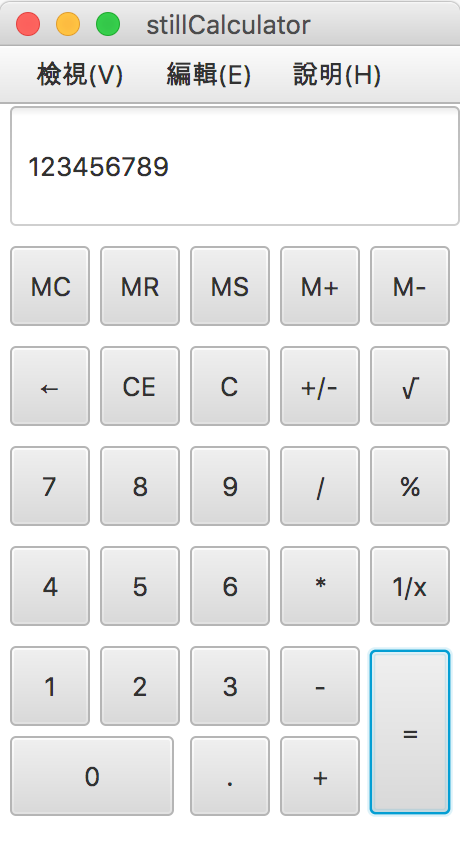 stillCalculator
檢視(V) 編輯(E) 說明(H)
123456789
MC MR MS M+ M-
← CE C +/- √
7 8 9 / %
4 5 6 * 1/x
1 2 3 -
=
0 . +